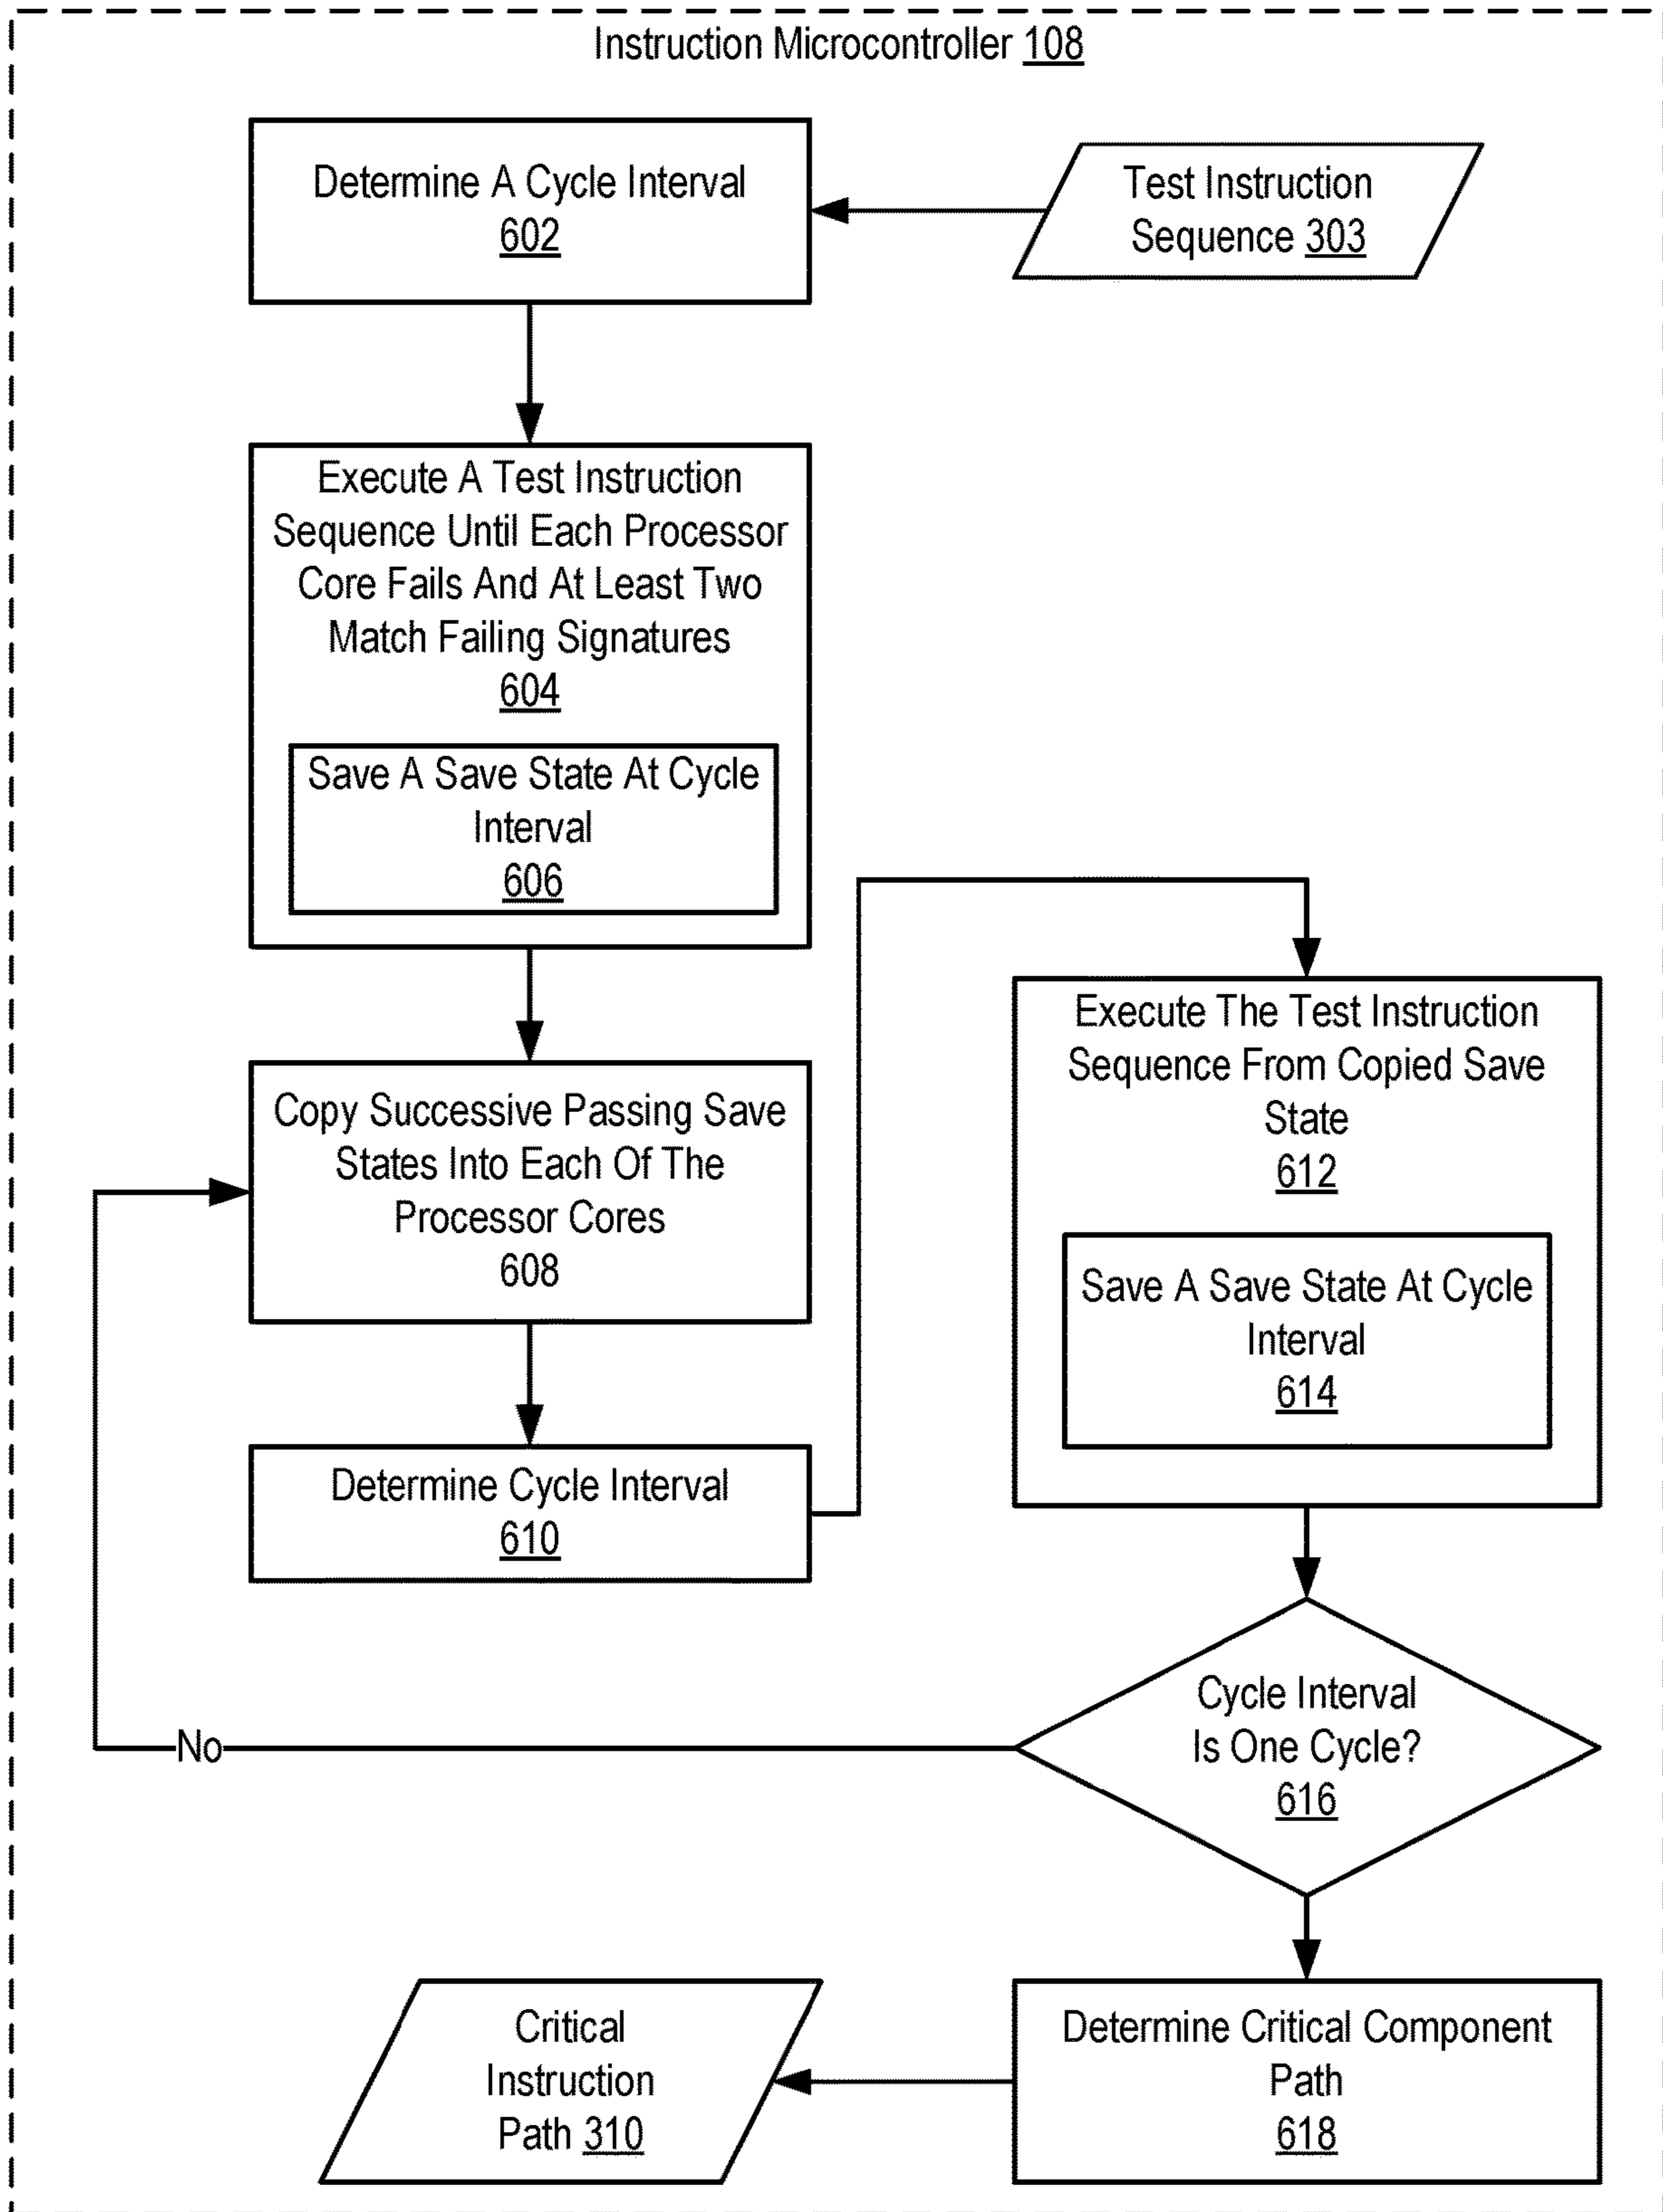 Instruction Microcontroller 108
Determine A Cycle Interval
602
Test Instruction
Sequence 303
Execute A Test Instruction
Sequence Until Each Processor
Core Fails And At Least Two
Match Failing Signatures
604
Save A Save State At Cycle
Interval
606
Copy Successive Passing Save
States Into Each Of The
Processor Cores
608
Determine Cycle Interval
610
Execute The Test Instruction
Sequence From Copied Save
State
612
Save A Save State At Cycle
Interval
614
Cycle Interval
Is One Cycle?
616
No
Determine Critical Component
Path
618
Critical
Instruction
Path 310